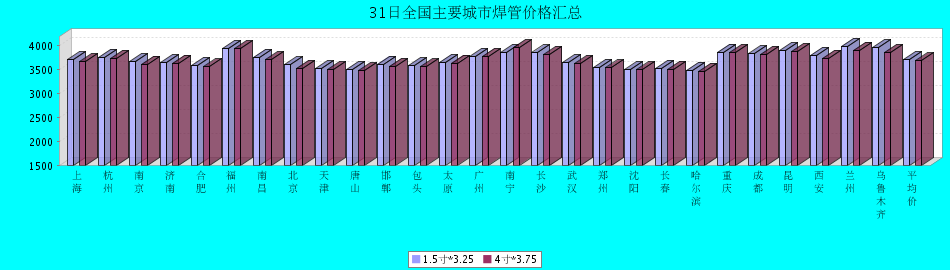 31日全国主要城市焊管价格汇总
4000
3500
3000
2500
2000
1500
上海
杭州
南京
济南
合肥
福州
南昌
北京
天津
唐山
邯郸
包头
太原
广州
南宁
长沙
武汉
郑州
沈阳
长春
哈尔滨
重庆
成都
昆明
西安
兰州
乌鲁木齐
平均价
1.5寸*3.25
4寸*3.75